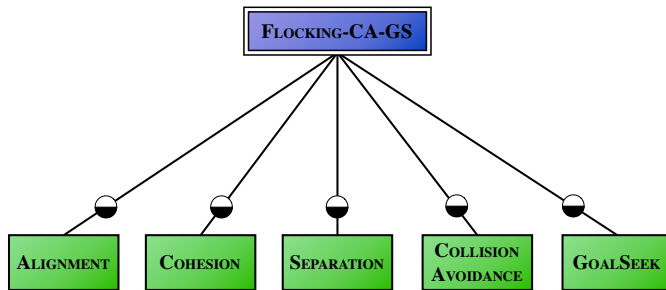 FLOCKING-CA-GS
ALIGNMENT
COHESION
SEPARATION
COLLISION
AVOIDANCE
GOALSEEK